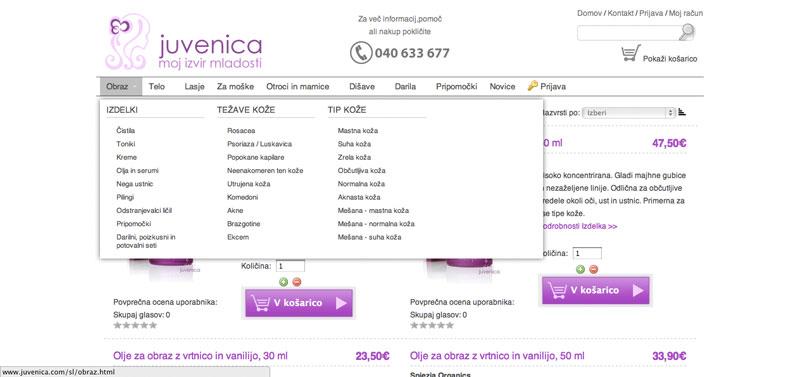 juvenica
moj izvir mladosti
Za več informacij,pomoč
ali nakup pokličite
040 633 677
Domov / Kontakt / Prijava / Moj račun
Pokaži košarico
Obraz Telo Lasje Za moške Otroci in mamice Dišave Darila Pripomočki Novice Prijava
IZDELKI
Čistila
Toniki
Kreme
Olja in serumi
Nega ustnic
Pilingi
Odstranjevalci ličil
Pripomočki
Darilni, poizkusni in
potovalni seti
TEŽAVE KOŽE
Rosacea
Psoriaza / Luskavica
Popokane kapilare
Neenakomeren ten kože
Utrujena koža
Komedoni
Akne
Brazgotine
Ekcem
TIP KOŽE
Mastna koža
Suha koža
Zrela koža
Občutljiva koža
Normalna koža
Aknasta koža
Mešana - mastna koža
Mešana - normalna koža
Mešana - suha koža
Razvrsti po: Izberi
0 ml 47,50€
isoko koncentrirana. Gladi majhne gubice
n nezaželjene linije. Odlična za občutljive
redele okoli oči, ust in ustnic. Primerna za
se tipe kože.
odrobnosti Izdelka >>
juvenica
Količina: 1
V košarico
Povprečna ocena uporabnika:
Skupaj glasov: 0
juvenica
oličina: 1
V košarico
Povprečna ocena uporabnika:
Skupaj glasov: 0
Olje za obraz z vrtnico in vanilijo, 30 ml 23,50€
Olje za obraz z vrtnico in vanilijo, 50 ml 33,90€
Spiezia Organics
www.juvenica.com/sl/obraz.html